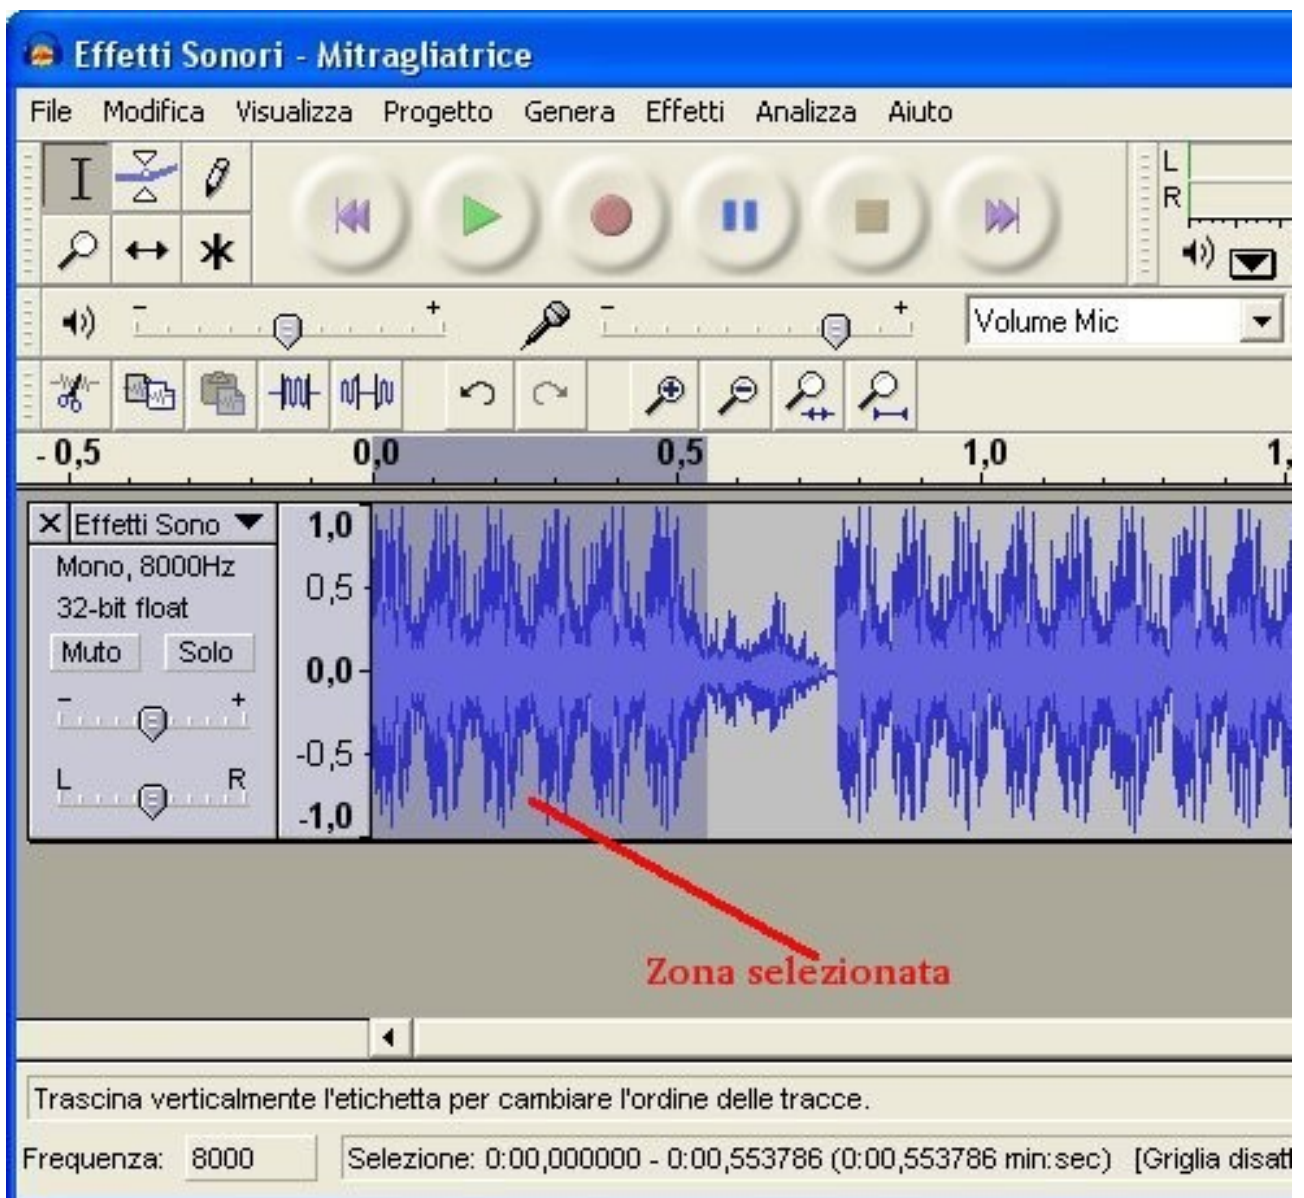 Effetti Sonori - Mitragliatrice
File Modifica Visualizza Progetto Genera Effetti Analizza Aiuto
L
R
- +
- +
Volume Mic
- 0,5 0,0 0,5 1,0 1,
Effetti Sono
Mono, 8000Hz
32-bit float
Muto Solo
- +
L R
1,0
0,5
0,0
-0,5
-1,0
Zona selezionata
Trascina verticalmente l'etichetta per cambiare l'ordine delle tracce.
Frequenza: 8000 Selezione: 0:00,000000 - 0:00,553786 (0:00,553786 min:sec) [Griglia disatt